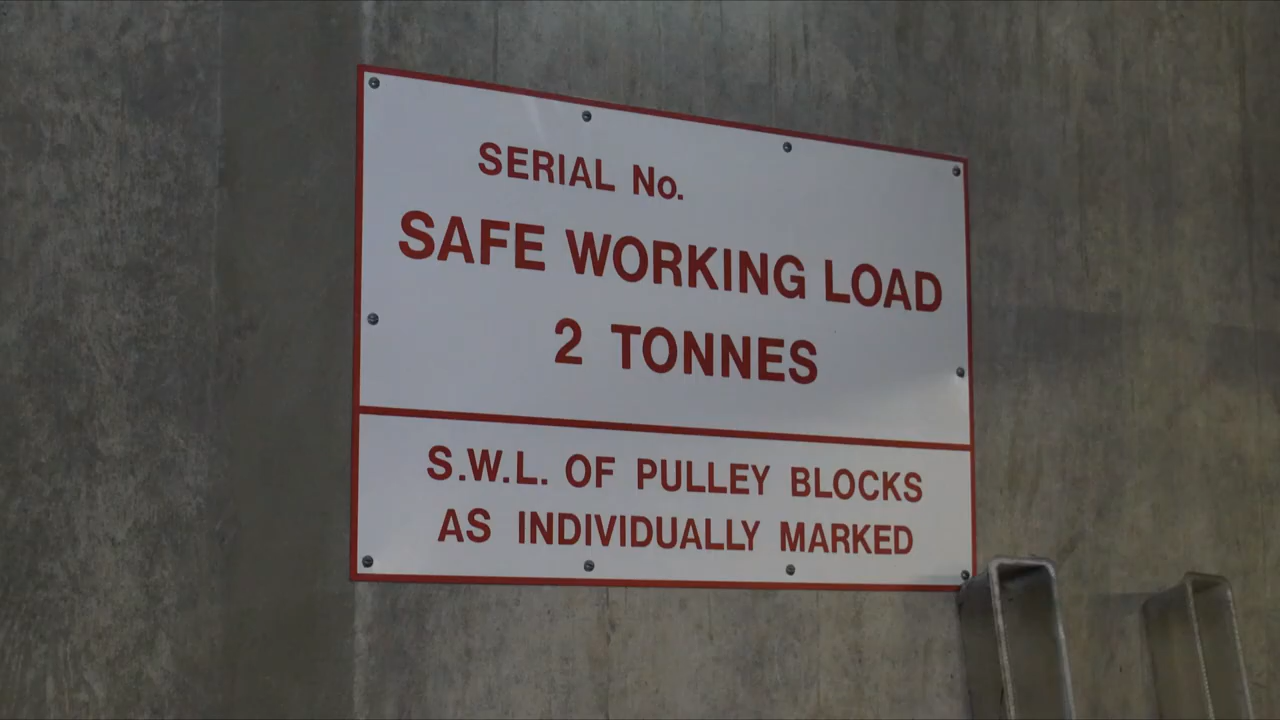 SERIAL No.
SAFE WORKING LOAD
2 TONNES
S.W.L. OF PULLEY BLOCKS
AS INDIVIDUALLY MARKED